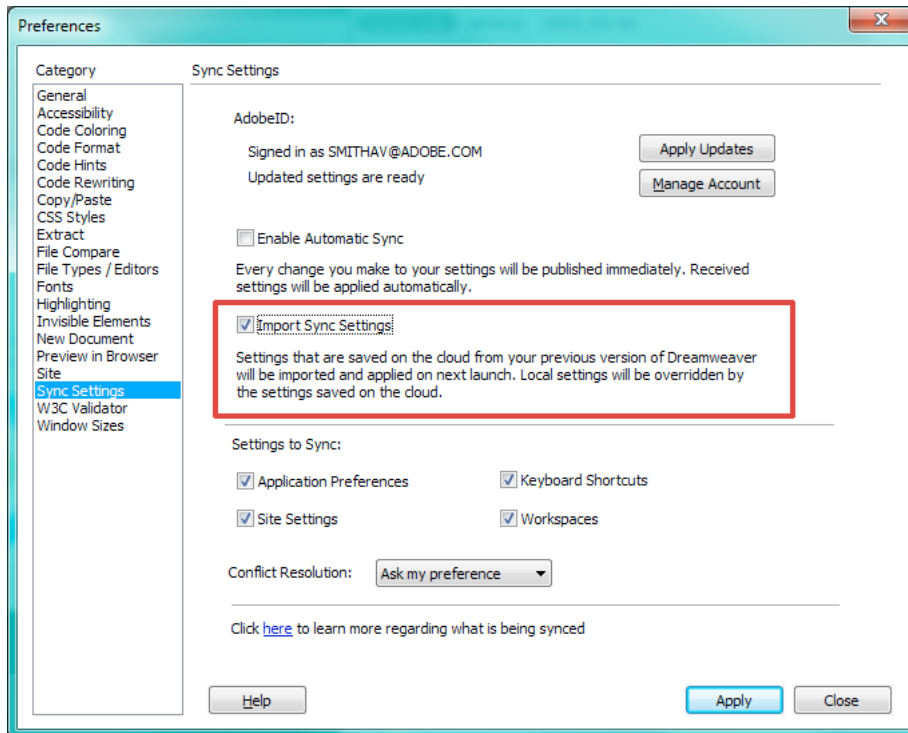 Preferences
Category
General
Accessibility
Code Coloring
Code Format
Code Hints
Code Rewriting
Copy/Paste
CSS Styles
Extract
File Compare
File Types / Editors
Fonts
Highlighting
Invisible Elements
New Document
Preview in Browser
Site
Sync Settings
W3C Validator
Window Sizes
Sync Settings
AdobeID:
Signed in as SMITHAV@ADOBE.COM
Apply Updates
Updated settings are ready
Manage Account
Enable Automatic Sync
Every change you make to your settings will be published immediately. Received
settings will be applied automatically.
Import Sync Settings
Settings that are saved on the cloud from your previous version of Dreamweaver
will be imported and applied on next launch. Local settings will be overridden by
the settings saved on the cloud.
Settings to Sync:
Application Preferences
Keyboard Shortcuts
Site Settings
Workspaces
Conflict Resolution:
Ask my preference
Click here to learn more regarding what is being synced
Help
Apply
Close